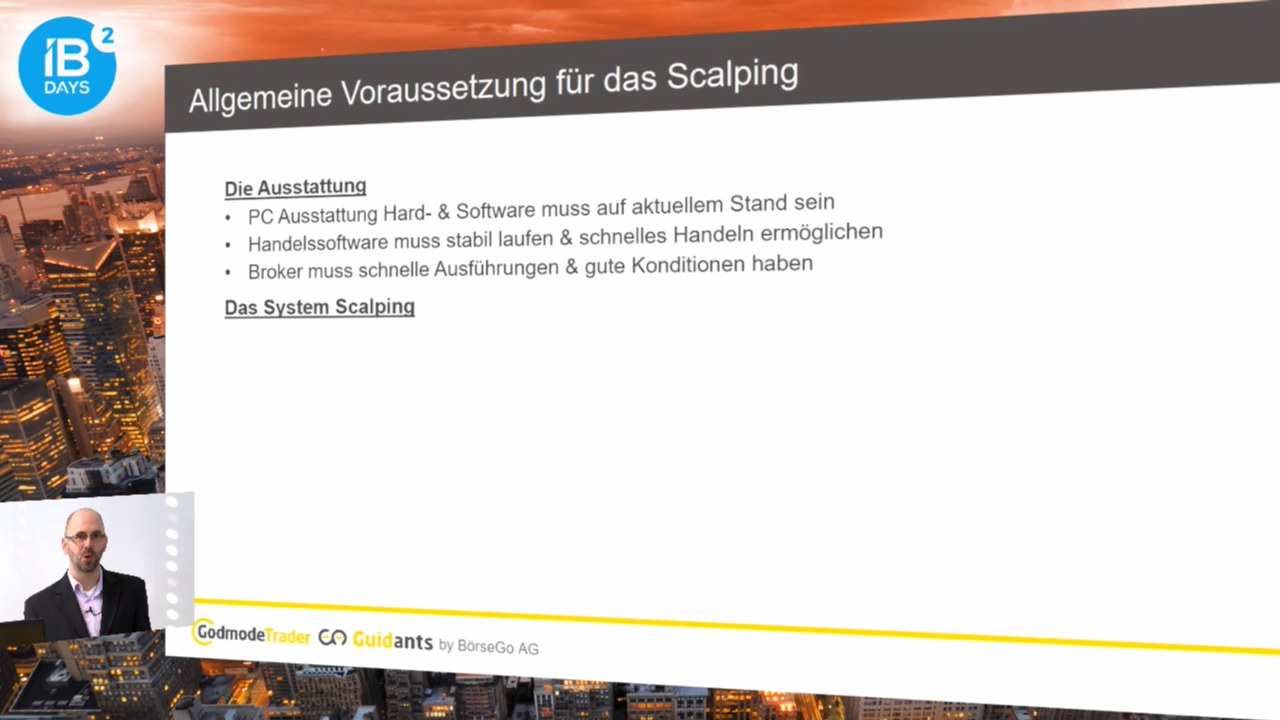 IB 2
DAYS
Allgemeine Voraussetzung für das Scalping
Die Ausstattung
• PC Ausstattung Hard- & Software muss auf aktuellem Stand sein
• Handelssoftware muss stabil laufen & schnelles Handeln ermöglichen
• Broker muss schnelle Ausführungen & gute Konditionen haben
Das System Scalping
GodmodeTrader Guidants by BörseGo AG